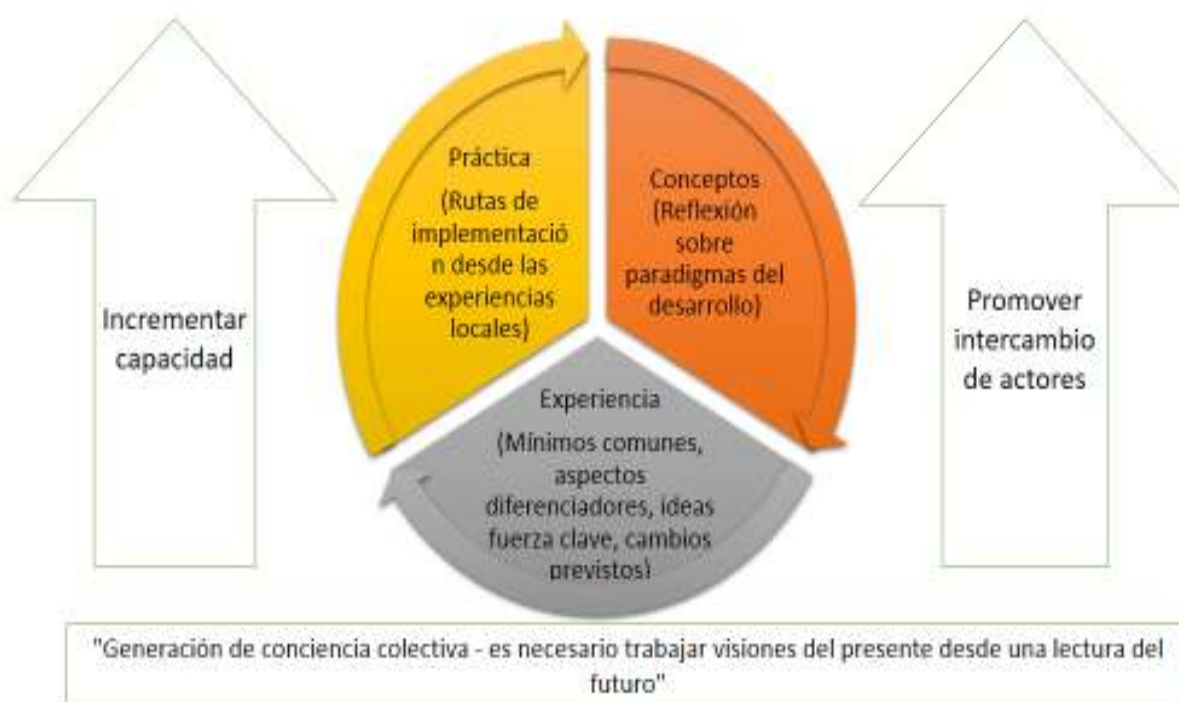 Incrementar
capacidad
Práctica
(Rutas de
implementació
n desde las
experiencias
locales)
Conceptos
(Reflexión
sobre
paradigmas del
desarrollo)
Experiencia
(Mínimos comunes,
aspectos
diferenciadores, ideas
fuerza clave, cambios
previstos)
Promover
intercambio
de actores
"Generación de conciencia colectiva - es necesario trabajar visiones del presente desde una lectura del
futuro"